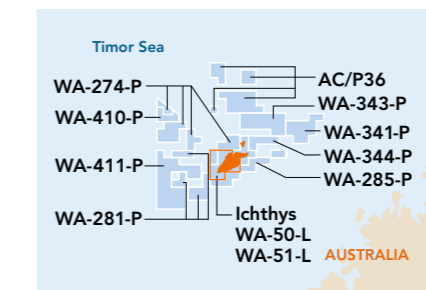 Timor Sea
WA-274-P
WA-410-P
WA-411-P
WA-281-P
AC/P36
WA-343-P
WA-341-P
WA-344-P
WA-285-P
Ichthys
WA-50-L
WA-51-L
AUSTRALIA